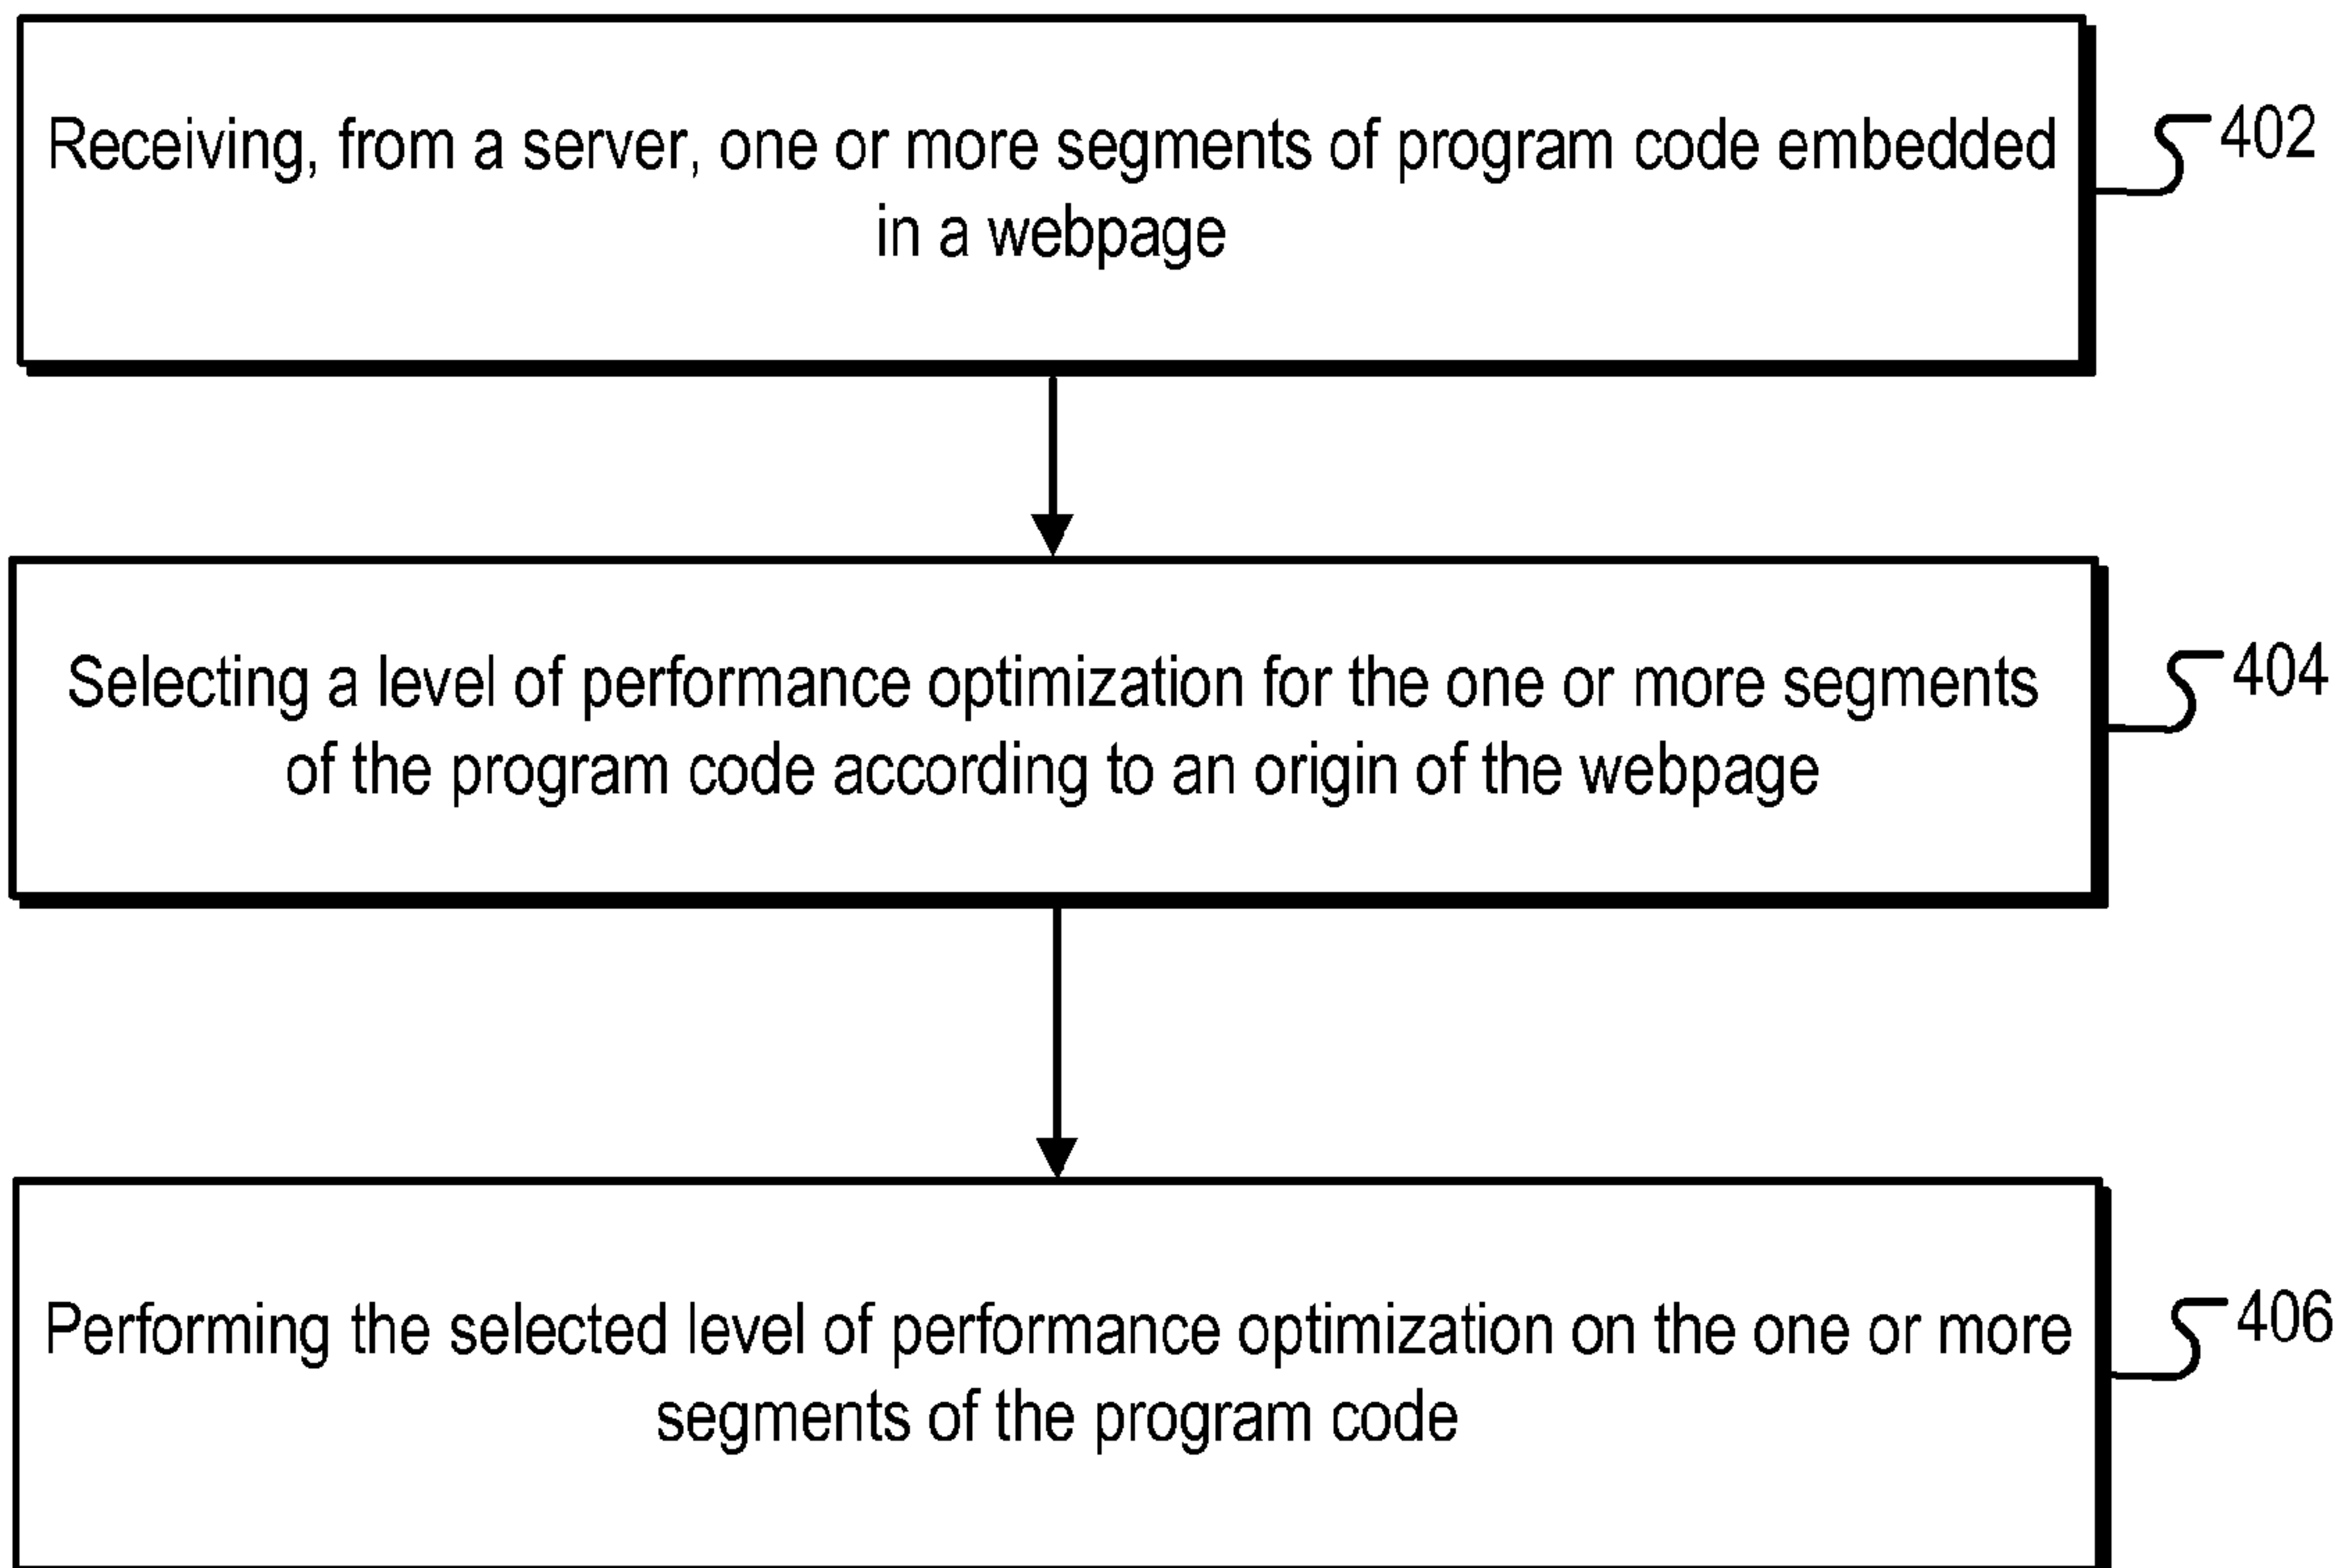 Receiving, from a server, one or more segments of program code embedded
in a webpage
402
Selecting a level of performance optimization for the one or more segments
of the program code according to an origin of the webpage
404
Performing the selected level of performance optimization on the one or more
segments of the program code
406